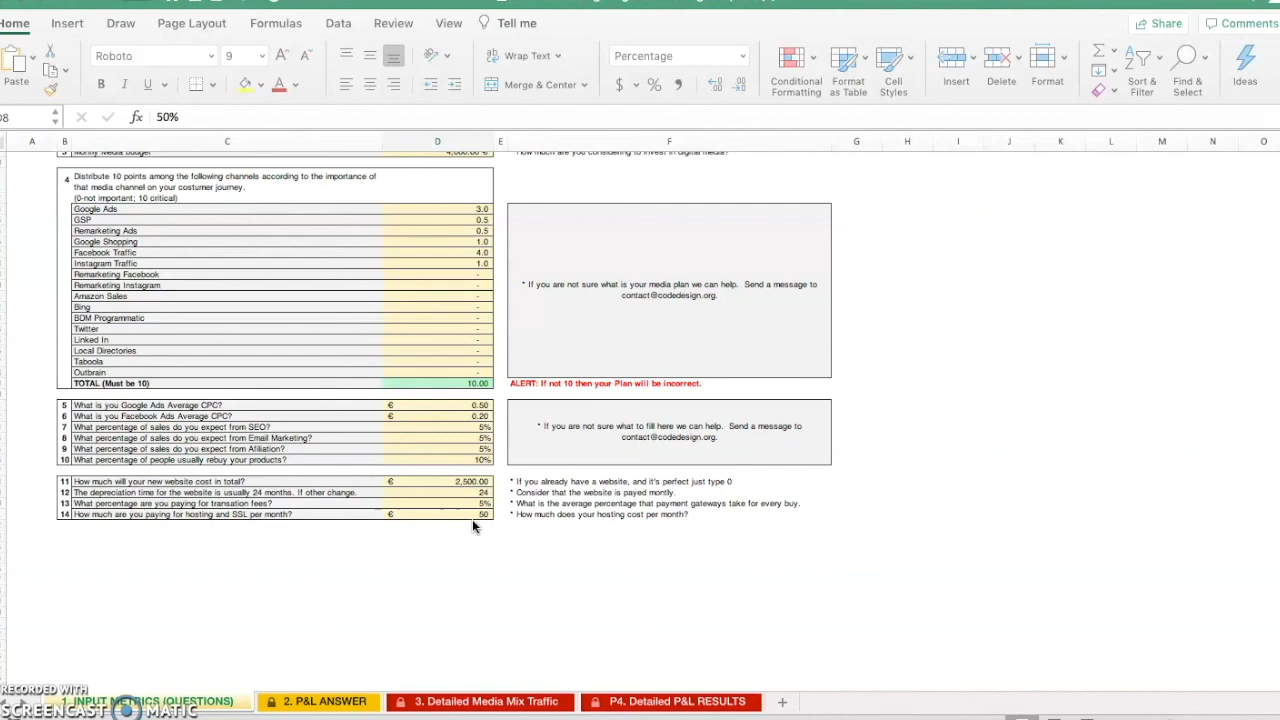 Home Insert Draw Page Layout Formulas Data Review View Tell me Share Comments
Roboto 9 Wrap Text Percentage
Paste B I U Merge & Center $ % Conditional Formatting Format as Table Cell Styles Insert Delete Format Sort & Filter Find & Select Ideas
fx 50%
A B C D E F G H I J K L M N O
4 Distribute 10 points among the following channels according to the importance of
that media channel on your costumer journey.
(0-not important; 10 critical)
Google Ads 3.0
GSP 0.5
Remarketing Ads 0.5
Google Shopping 1.0
Facebook Traffic 4.0
Instagram Traffic 1.0
Remarketing Facebook -
Remarketing Instagram -
Amazon Sales -
Bing -
BDM Programmatic -
Twitter -
Linked In -
Local Directories -
Taboola -
Outbrain -
* If you are not sure what is your media plan we can help. Send a message to
contact@codedesign.org.
TOTAL (Must be 10) 10.00 ALERT: If not 10 then your Plan will be incorrect.
5 What is you Google Ads Average CPC? € 0.50
6 What is you Facebook Ads Average CPC? € 0.20
7 What percentage of sales do you expect from SEO? 5%
8 What percentage of sales do you expect from Email Marketing? 5%
9 What percentage of sales do you expect from Afiliation? 5%
10 What percentage of people usually rebuy your products? 10%
* If you are not sure what to fill here we can help. Send a message to
contact@codedesign.org.
11 How much will your new website cost in total? € 2,500.00 * If you already have a website, and it's perfect just type 0
12 The depreciation time for the website is usually 24 months. If other change. 24 * Consider that the website is payed montly.
13 What percentage are you paying for transation fees? 5% * What is the average percentage that payment gateways take for every buy.
14 How much are you paying for hosting and SSL per month? € 50 * How much does your hosting cost per month?
RECORDED WITH
SCREENCAST MATIC
1. INPUT METRICS (QUESTIONS) 2. P&L ANSWER 3. Detailed Media Mix Traffic P4. Detailed P&L RESULTS +